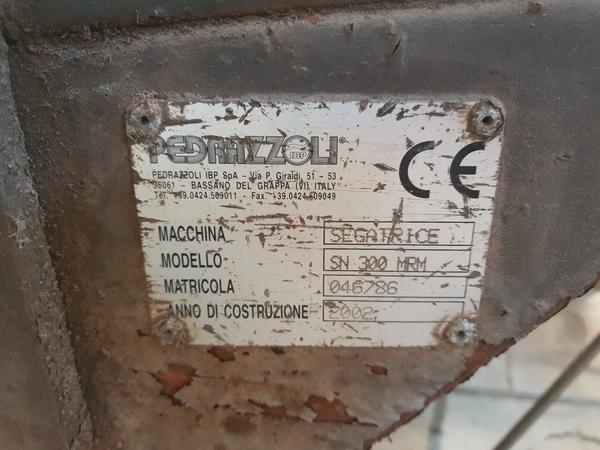 PEDRAZZOLI®
IBP
PEDRAZZOLI IBP SpA - Via P. Giraldi, 51 - 53
36061 - BASSANO DEL GRAPPA (VI) ITALY
Tel. +39.0424.509011 - Fax. +39.0424.509049
CE
MACCHINA SEGATRICE
MODELLO SN 300 MRM
MATRICOLA 046786
ANNO DI COSTRUZIONE 2002